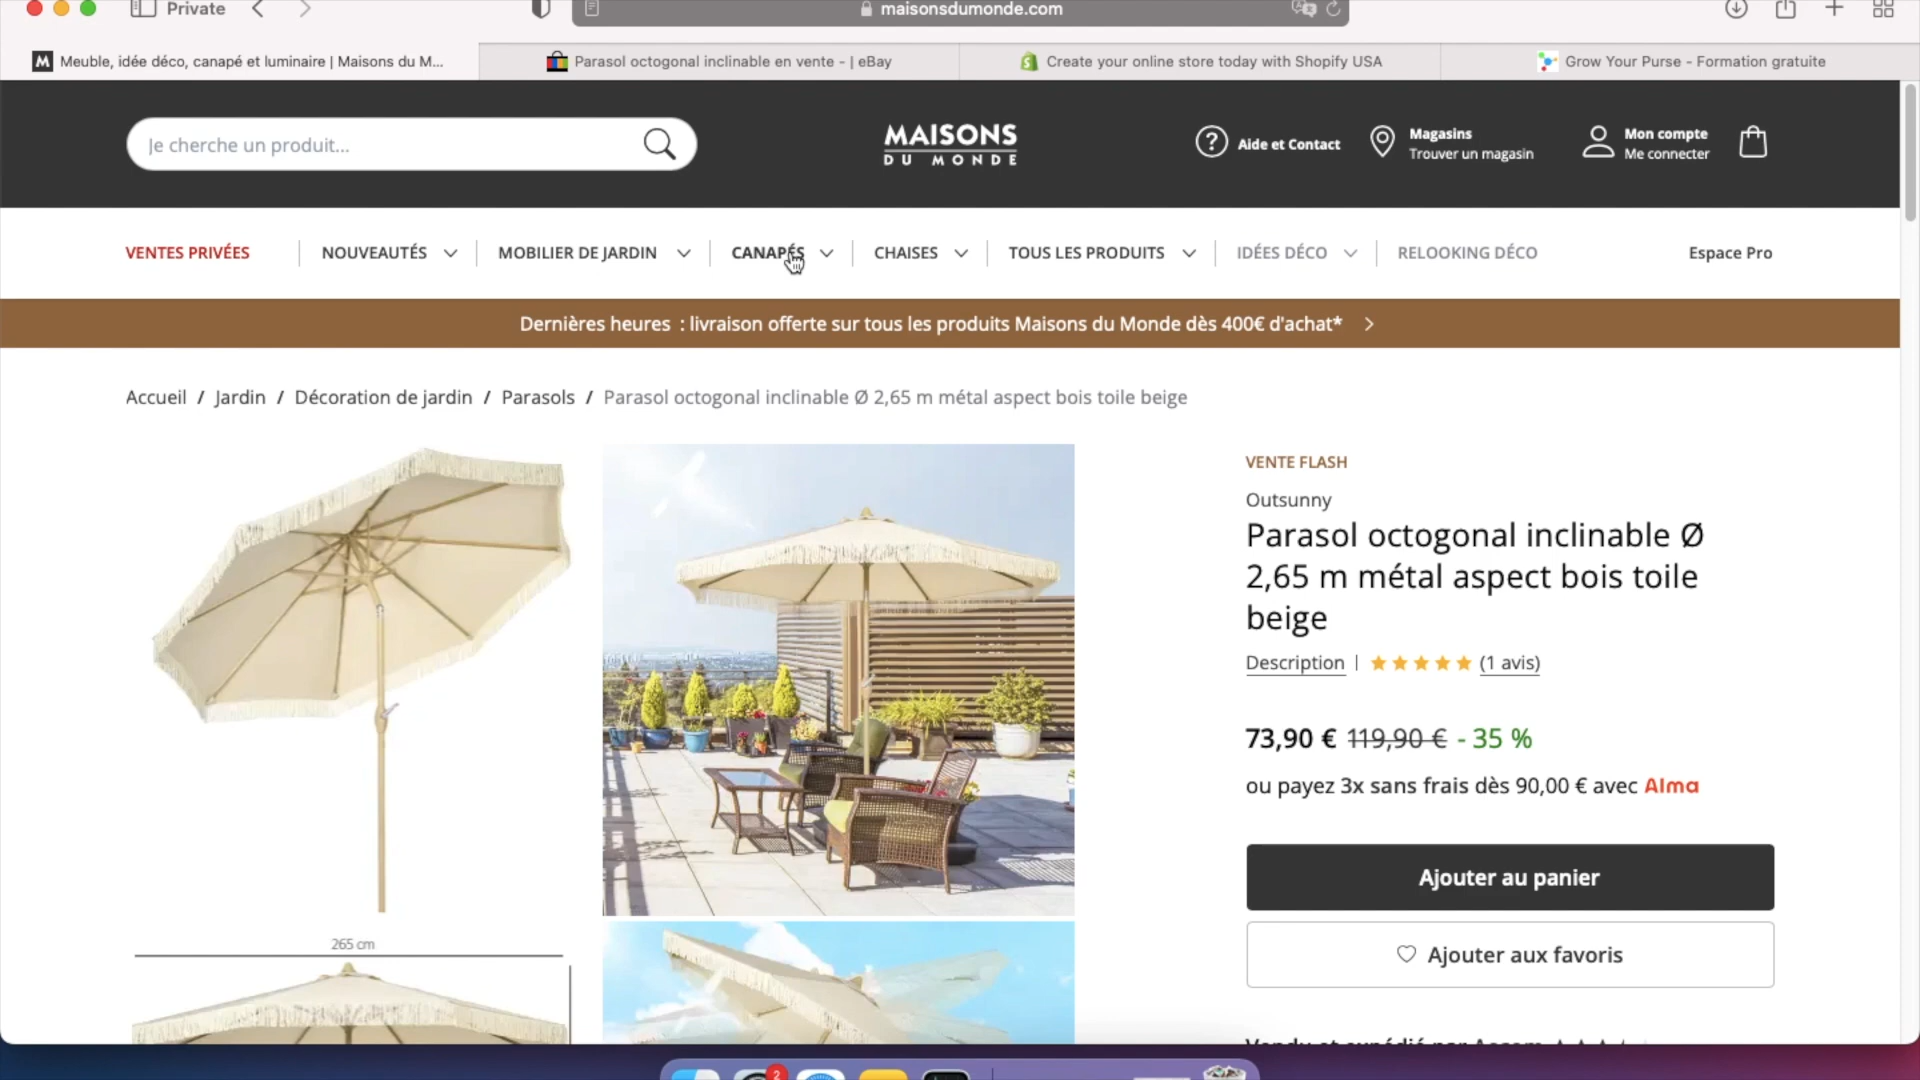 Private
maisonsdumonde.com
Meuble, idée déco, canapé et luminaire | Maisons du M...
Parasol octogonal inclinable en vente - | eBay
Create your online store today with Shopify USA
Grow Your Purse - Formation gratuite
Je cherche un produit...
MAISONS
DU MONDE
Aide et Contact
Magasins
Trouver un magasin
Mon compte
Me connecter
VENTES PRIVÉES
NOUVEAUTÉS
MOBILIER DE JARDIN
CANAPÉS
CHAISES
TOUS LES PRODUITS
IDÉES DÉCO
RELOOKING DÉCO
Espace Pro
Dernières heures : livraison offerte sur tous les produits Maisons du Monde dès 400€ d'achat*
Accueil / Jardin / Décoration de jardin / Parasols / Parasol octogonal inclinable Ø 2,65 m métal aspect bois toile beige
VENTE FLASH
Outsunny
Parasol octogonal inclinable Ø
2,65 m métal aspect bois toile
beige
Description | ★★★★★ (1 avis)
73,90 € 119,90 € - 35 %
ou payez 3x sans frais dès 90,00 € avec Alma
Ajouter au panier
Ajouter aux favoris
265 cm
2